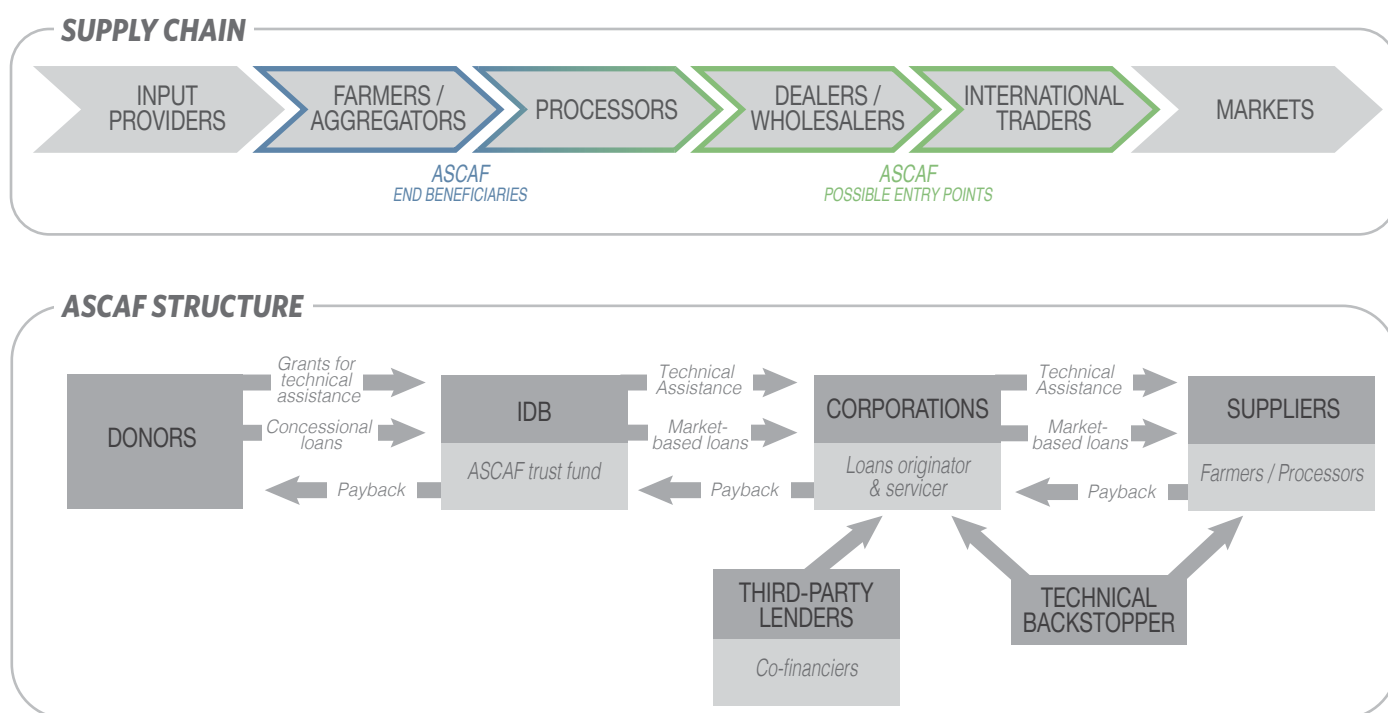 SUPPLY CHAIN
INPUT
PROVIDERS
FARMERS /
AGGREGATORS
PROCESSORS
DEALERS /
WHOLESALERS
INTERNATIONAL
TRADERS
MARKETS
ASCAF
END BENEFICIARIES
ASCAF
POSSIBLE ENTRY POINTS
ASCAF STRUCTURE
DONORS
Grants for
technical
assistance
Concessional
loans
Payback
IDB
ASCAF trust fund
Technical
Assistance
Market-
based loans
Payback
CORPORATIONS
Loans originator
& servicer
Technical
Assistance
Market-
based loans
Payback
SUPPLIERS
Farmers / Processors
THIRD-PARTY
LENDERS
Co-financiers
TECHNICAL
BACKSTOPPER